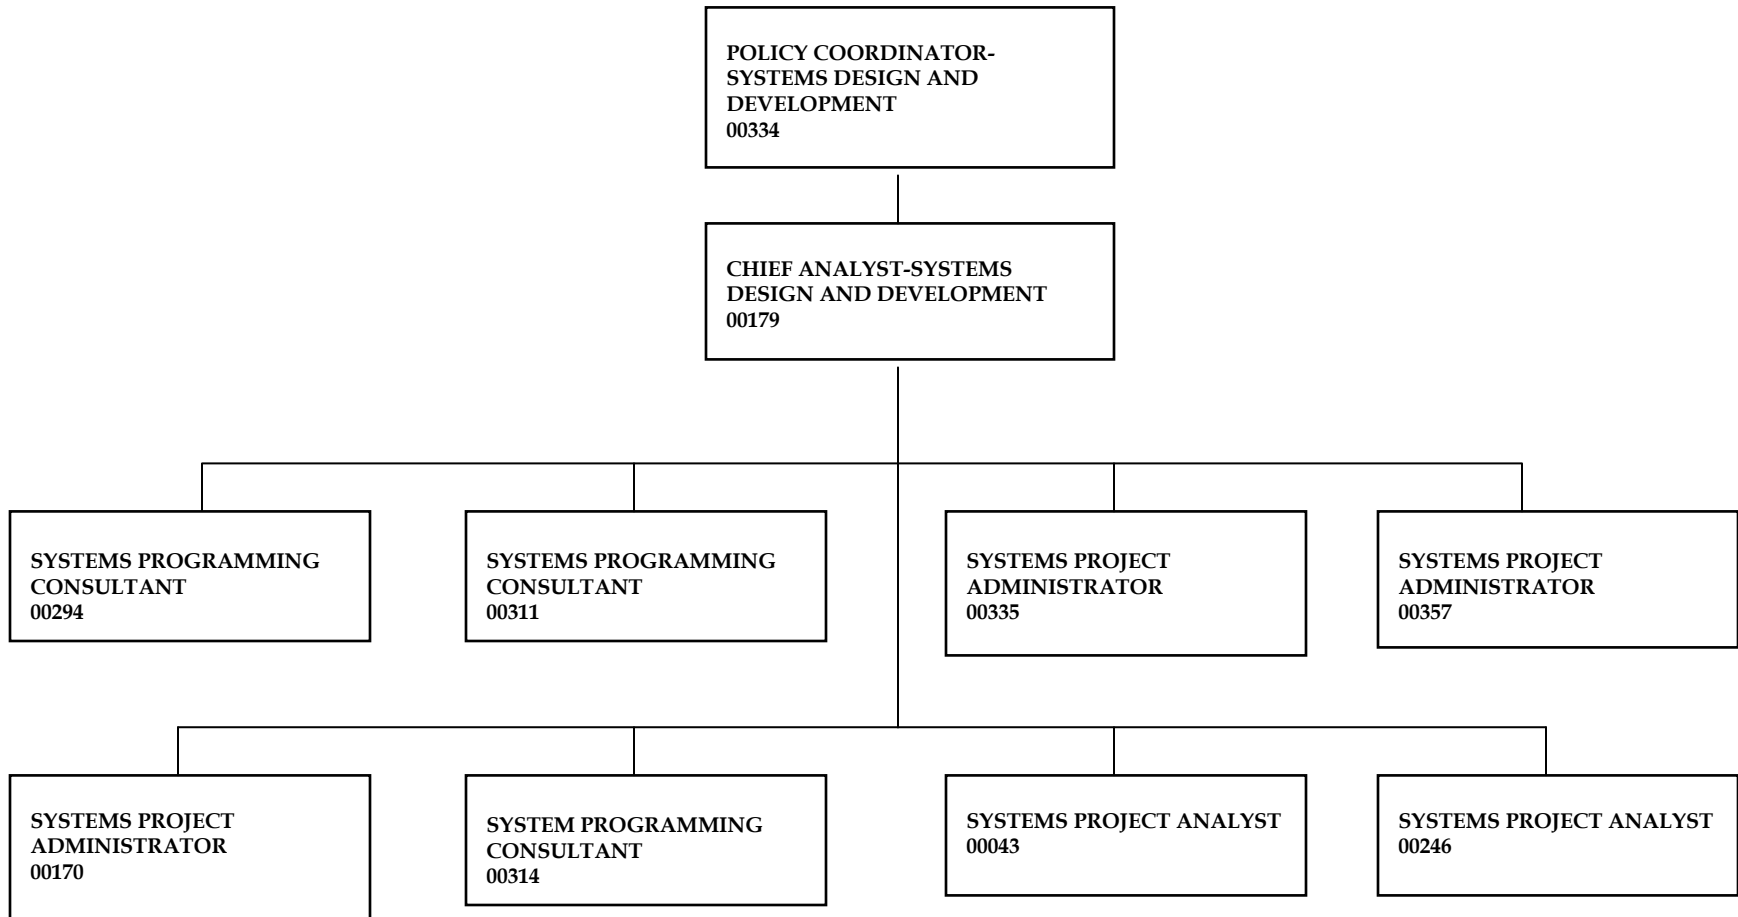 POLICY COORDINATOR-
SYSTEMS DESIGN AND
DEVELOPMENT
00334
CHIEF ANALYST-SYSTEMS
DESIGN AND DEVELOPMENT
00179
SYSTEMS PROGRAMMING
CONSULTANT
00294
SYSTEMS PROGRAMMING
CONSULTANT
00311
SYSTEMS PROJECT
ADMINISTRATOR
00335
SYSTEMS PROJECT
ADMINISTRATOR
00357
SYSTEMS PROJECT
ADMINISTRATOR
00170
SYSTEM PROGRAMMING
CONSULTANT
00314
SYSTEMS PROJECT ANALYST
00043
SYSTEMS PROJECT ANALYST
00246